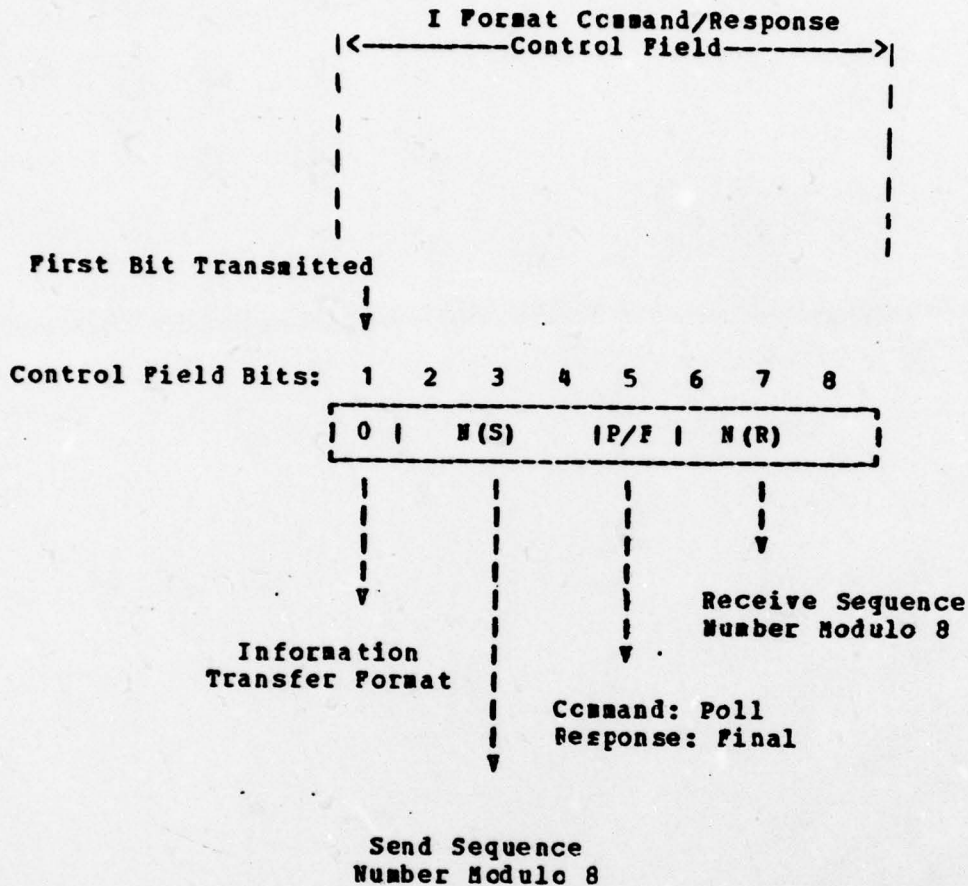 I Format Command/Response
|<---------Control Field--------->|
First Bit Transmitted
Control Field Bits: 1 2 3 4 5 6 7 8
| 0 | N(S) |P/F | N(R) |
Receive Sequence
Number Modulo 8
Information
Transfer Format
Command: Poll
Response: Final
Send Sequence
Number Modulo 8